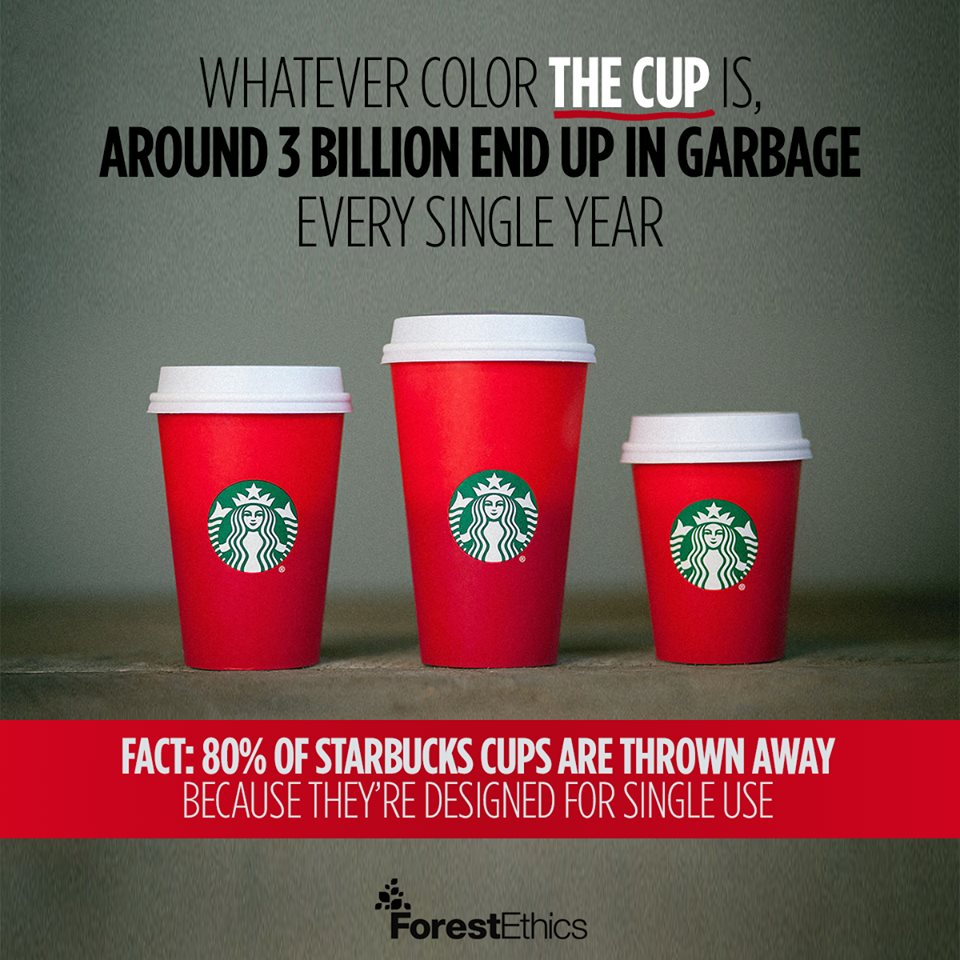 WHATEVER COLOR THE CUP IS,
AROUND 3 BILLION END UP IN GARBAGE
EVERY SINGLE YEAR
®
®
®
FACT: 80% OF STARBUCKS CUPS ARE THROWN AWAY
BECAUSE THEY'RE DESIGNED FOR SINGLE USE
ForestEthics